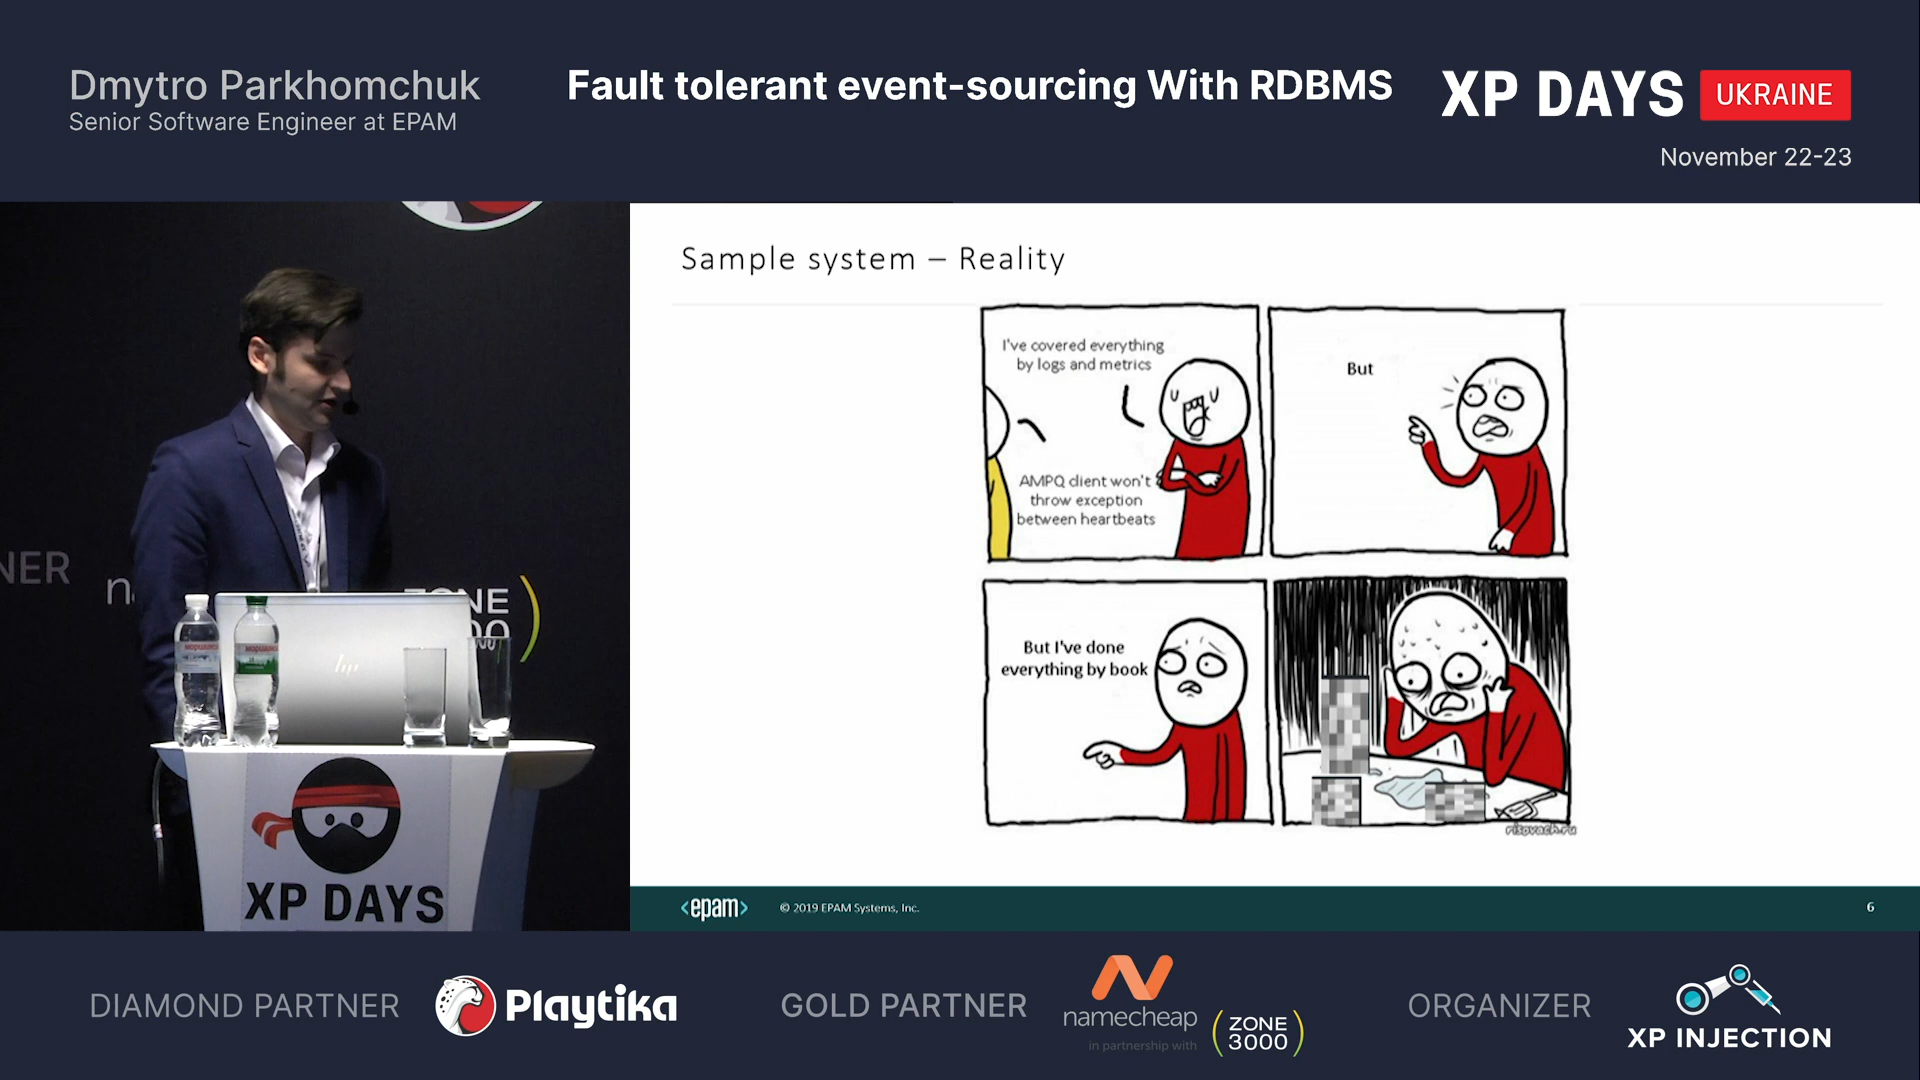 Dmytro Parkhomchuk
Senior Software Engineer at EPAM
Fault tolerant event-sourcing With RDBMS
XP DAYS UKRAINE
November 22-23
NER
ZONE
XP DAYS
Sample system – Reality
I've covered everything
by logs and metrics
AMPQ client won't
throw exception
between heartbeats
But
But I've done
everything by book
risovach.ru
<epam>
© 2019 EPAM Systems, Inc.
6
DIAMOND PARTNER
Playtika
GOLD PARTNER
namecheap
in partnership with
ZONE
3000
ORGANIZER
XP INJECTION